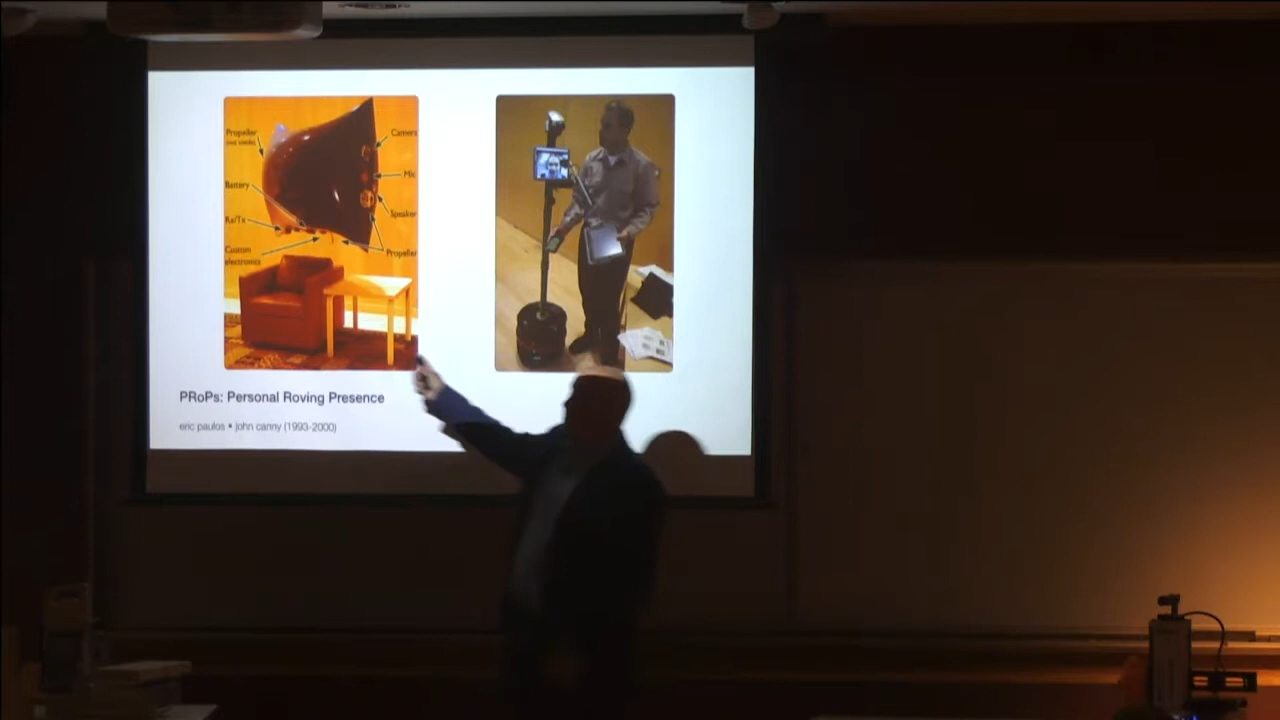 Propeller
Camera
Mic
Battery
Speaker
Rx/Tx
Custom
electronics
Propeller
PRoPs: Personal Roving Presence
eric paulos • john canny (1993-2000)